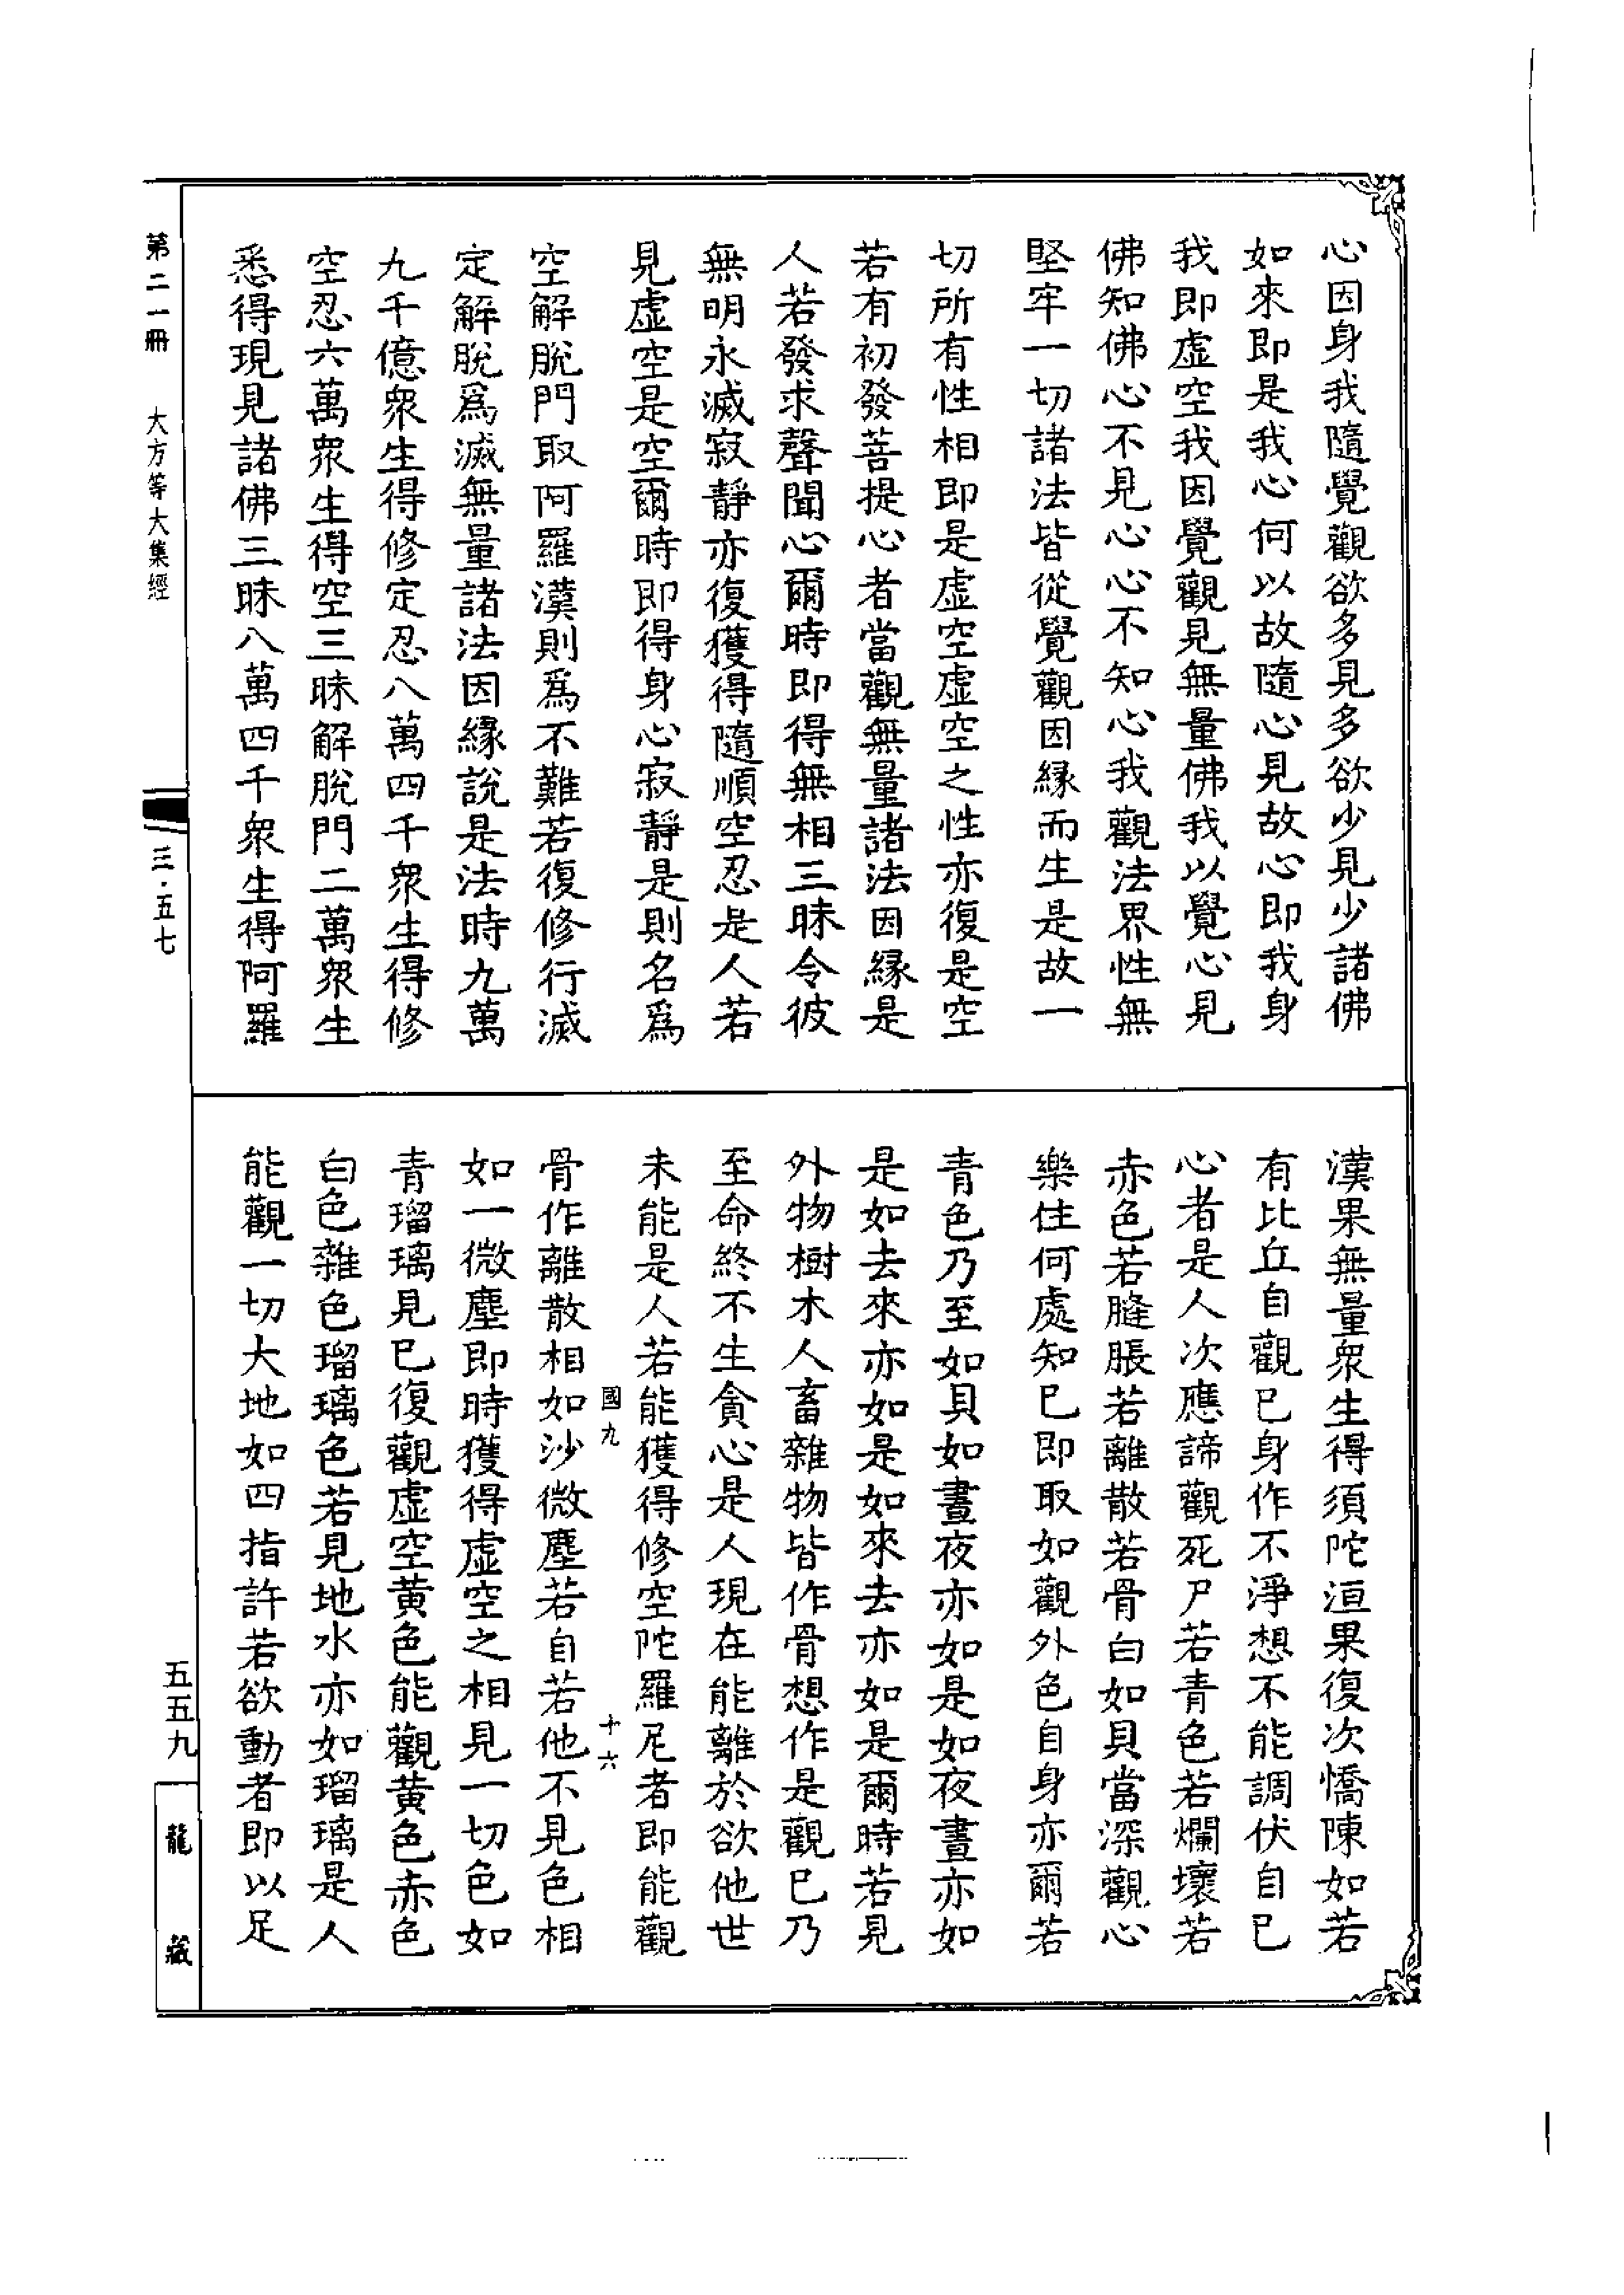 心因身我隨覺觀欲多見多欲少見少諸佛
如來即是我心何以故隨心見故心即我身
我即虛空我因覺觀見無量佛我以覺心見
佛知佛心不見心心不知心我觀法界性無
堅牢一切諸法皆從覺觀因緣而生是故一
切所有性相即是虛空虛空之性亦復是空
若有初發菩提心者當觀無量諸法因緣是
人若發求聲聞心爾時即得無相三昧令彼
無明永滅寂靜亦復獲得隨順空忍是人若
見虛空是空爾時即得身心寂靜是則名爲
空解脫門取阿羅漢則爲不難若復修行滅
定解脫爲滅無量諸法因緣說是法時九萬
九千億衆生得修定忍八萬四千衆生得修
空忍六萬衆生得空三昧解脫門二萬衆生
悉得現見諸佛三昧八萬四千衆生得阿羅
漢果無量衆生得須陀洹果復次憍陳如若
有比丘自觀已身作不淨想不能調伏自已
心者是人次應諦觀死尸若青色若爛壞若
赤色若膖脹若離散若骨白如貝當深觀心
樂住何處知已即取如觀外色自身亦爾若
青色乃至如貝如晝夜亦如是如夜晝亦如
是如去來亦如是如來去亦如是爾時若見
外物樹木人畜雜物皆作骨想作是觀已乃
至命終不生貪心是人現在能離於欲他世
未能是人若能獲得修空陀羅尼者即能觀
國九 十六
骨作離散相如沙微塵若自若他不見色相
如一微塵即時獲得虛空之相見一切色如
青瑠璃見已復觀虛空黄色能觀黄色赤色
白色雜色瑠璃色若見地水亦如瑠璃是人
能觀一切大地如四指許若欲動者即以足
第二一冊 大方等大集經 三·五七
五五九 龍藏